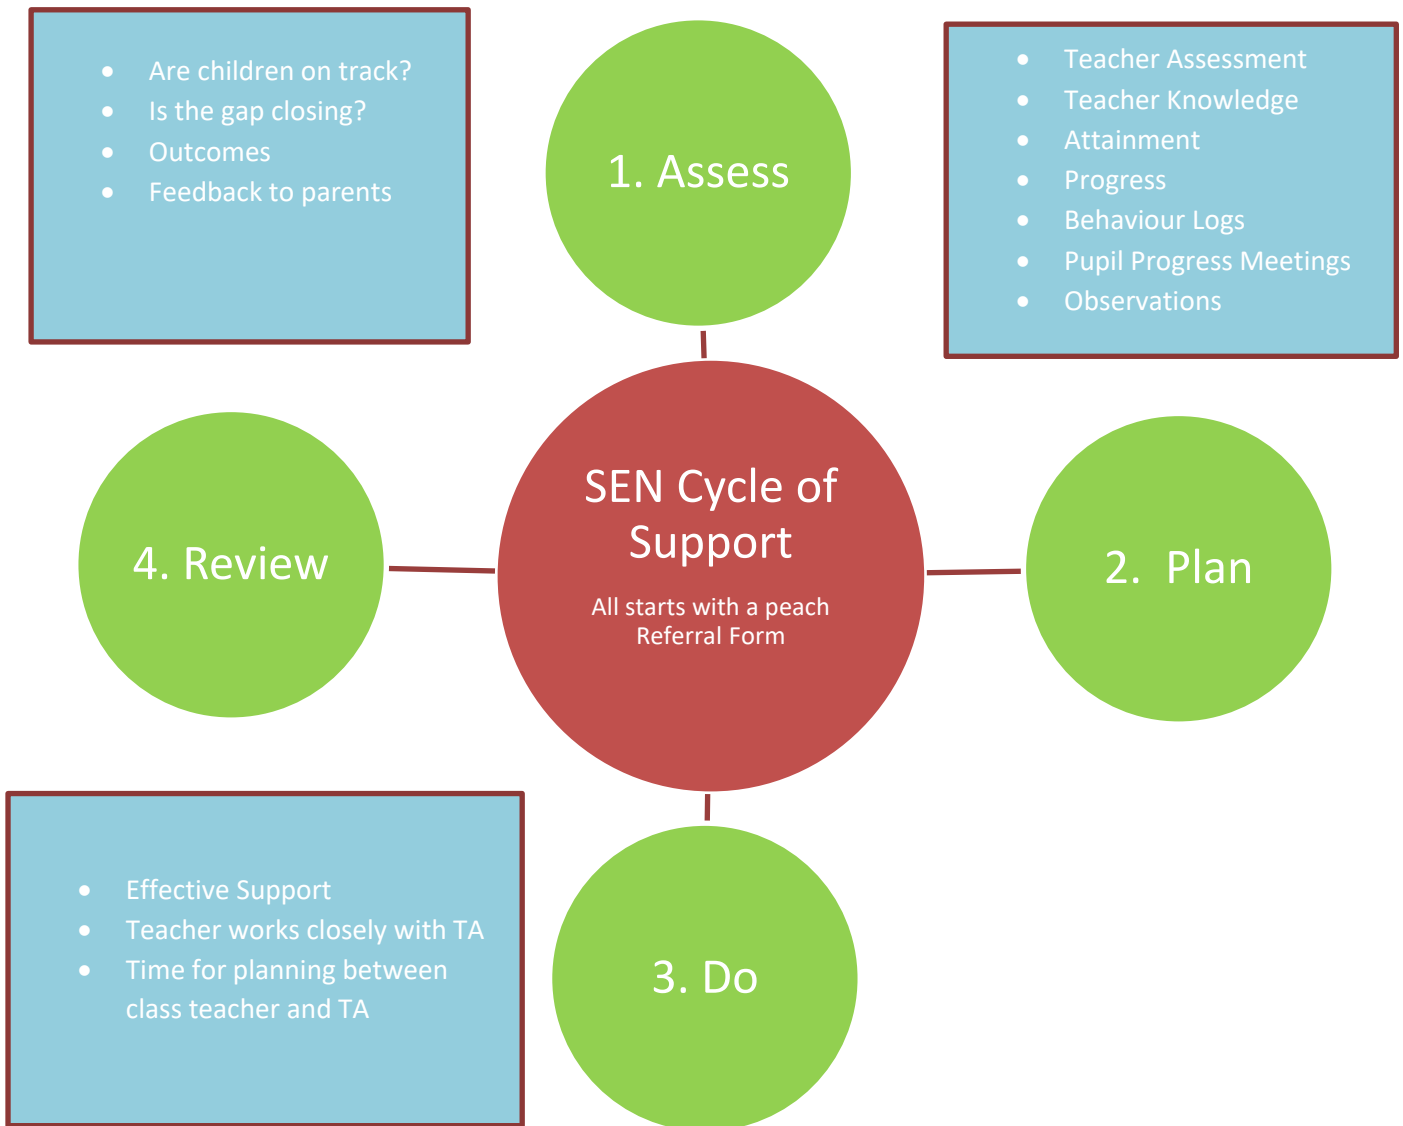 • Are children on track?
• Is the gap closing?
• Outcomes
• Feedback to parents
1. Assess
• Teacher Assessment
• Teacher Knowledge
• Attainment
• Progress
• Behaviour Logs
• Pupil Progress Meetings
• Observations
4. Review
SEN Cycle of
Support
All starts with a peach
Referral Form
2. Plan
• Effective Support
• Teacher works closely with TA
• Time for planning between
class teacher and TA
3. Do